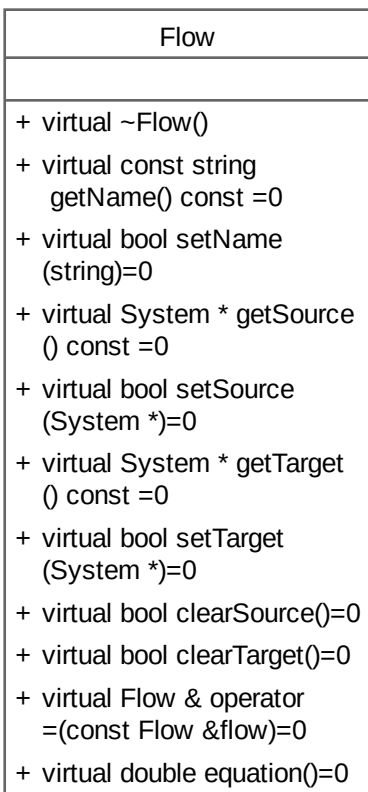 Flow
+ virtual ~Flow()
+ virtual const string
getName() const =0
+ virtual bool setName
(string)=0
+ virtual System * getSource
() const =0
+ virtual bool setSource
(System *)=0
+ virtual System * getTarget
() const =0
+ virtual bool setTarget
(System *)=0
+ virtual bool clearSource()=0
+ virtual bool clearTarget()=0
+ virtual Flow & operator
=(const Flow &flow)=0
+ virtual double equation()=0